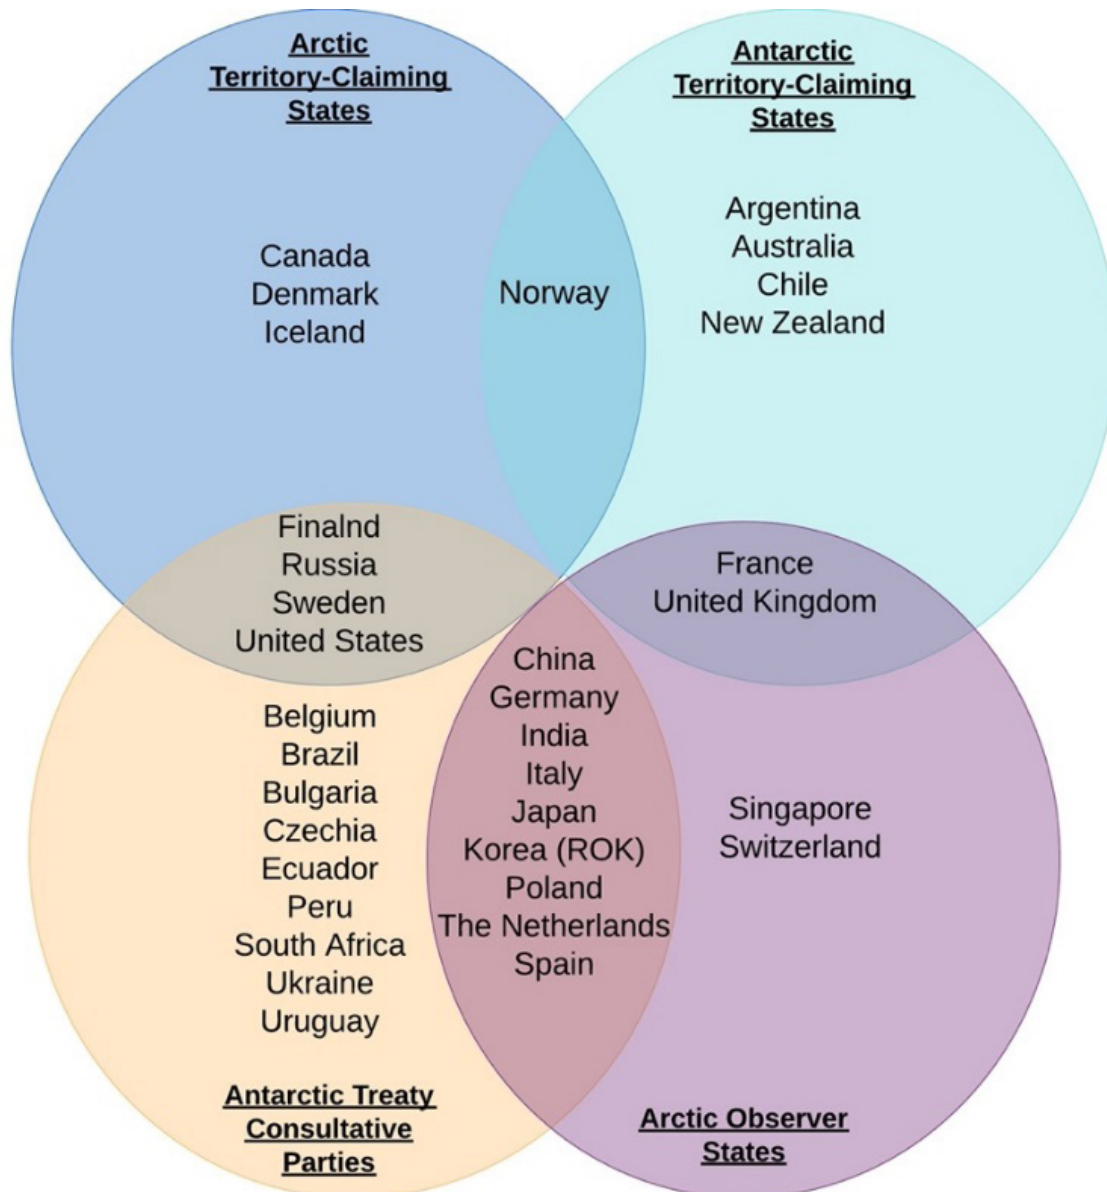 Arctic
Territory-Claiming
States
Antarctic
Territory-Claiming
States
Canada
Denmark
Iceland
Norway
Argentina
Australia
Chile
New Zealand
Finalnd
Russia
Sweden
United States
France
United Kingdom
Belgium
Brazil
Bulgaria
Czechia
Ecuador
Peru
South Africa
Ukraine
Uruguay
China
Germany
India
Italy
Japan
Korea (ROK)
Poland
The Netherlands
Spain
Singapore
Switzerland
Antarctic Treaty
Consultative
Parties
Arctic Observer
States